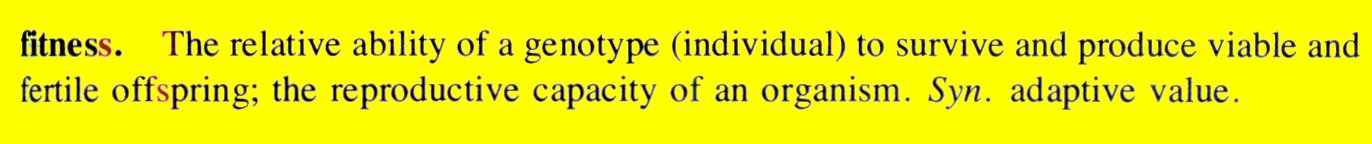 fitness. The relative ability of a genotype (individual) to survive and produce viable and
fertile offspring; the reproductive capacity of an organism. Syn. adaptive value.